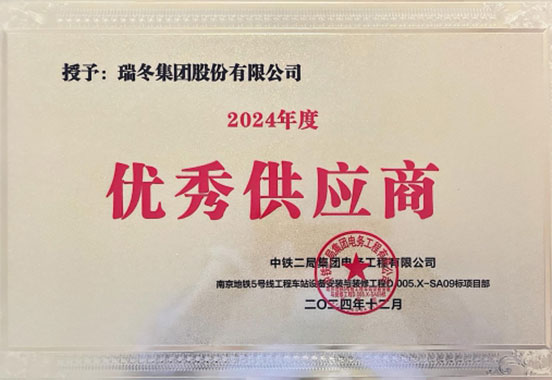 授予：瑞冬集团股份有限公司
2024年度
优秀供应商
中铁二局集团电务工程有限公司
南京地铁5号线工程车站设备安装与装修工程D.005.X-SA09标项目部
二〇二四年十二月